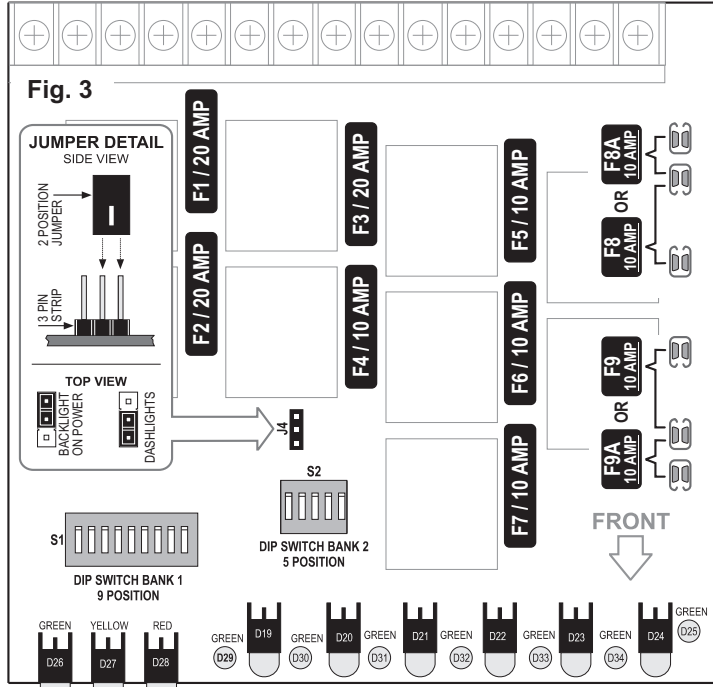 Fig. 3
JUMPER DETAIL
SIDE VIEW
2 POSITION
JUMPER
3 PIN
STRIP
TOP VIEW
BACKLIGHT
ON POWER
DASHLIGHTS
F1 / 20 AMP
F2 / 20 AMP
F3 / 20 AMP
F4 / 10 AMP
F5 / 10 AMP
F6 / 10 AMP
F7 / 10 AMP
F8A
10 AMP
OR
F8
10 AMP
F9
10 AMP
OR
F9A
10 AMP
J4
FRONT
S1
DIP SWITCH BANK 1
9 POSITION
S2
DIP SWITCH BANK 2
5 POSITION
GREEN
D26
YELLOW
D27
RED
D28
GREEN
D29
D19
GREEN
D30
D20
GREEN
D31
D21
GREEN
D32
D22
GREEN
D33
D23
GREEN
D34
D24
GREEN
D25